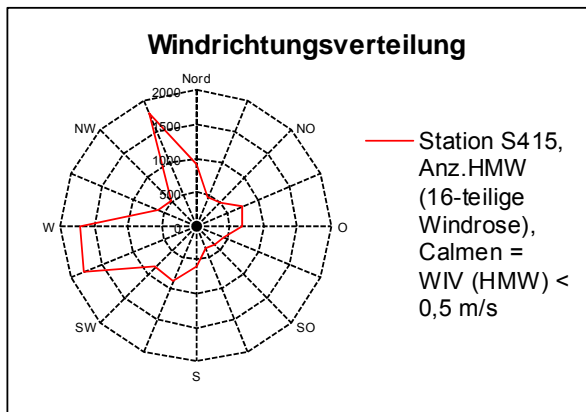 Windrichtungsverteilung
Nord
2000
NW
NO
1500
1000
500
W
0
O
SW
SO
S
Station S415,
Anz.HMW
(16-teilige
Windrose),
Calmen =
WIV (HMW) <
0,5 m/s